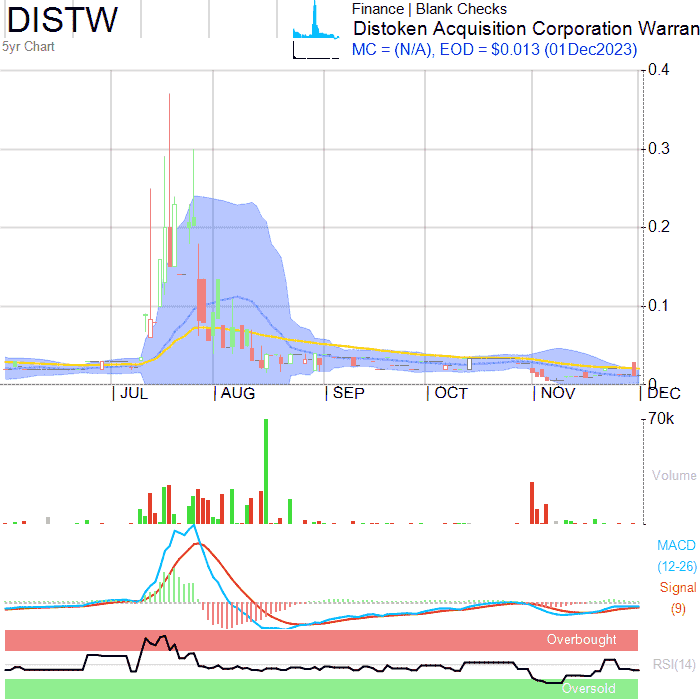 DISTW
5yr Chart
Finance | Blank Checks
Distoken Acquisition Corporation Warran
MC = (N/A), EOD = $0.013 (01Dec2023)
0.4
0.3
0.2
0.1
0
JUL
AUG
SEP
OCT
NOV
DEC
70k
Volume
MACD
(12-26)
Signal
(9)
Overbought
RSI(14)
Oversold